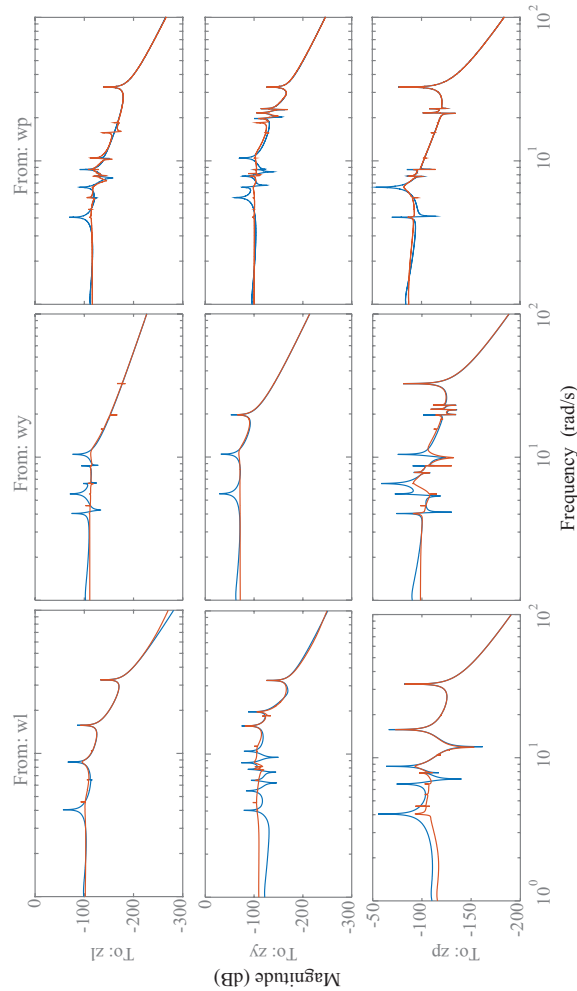 From: wl
From: wy
From: wp
To: zl
0
-100
-200
-300
To: zy
0
-100
-200
-300
To: zp
-50
-100
-150
-200
10^0
10^1
10^2
10^1
10^2
10^1
10^2
Magnitude (dB)
Frequency (rad/s)